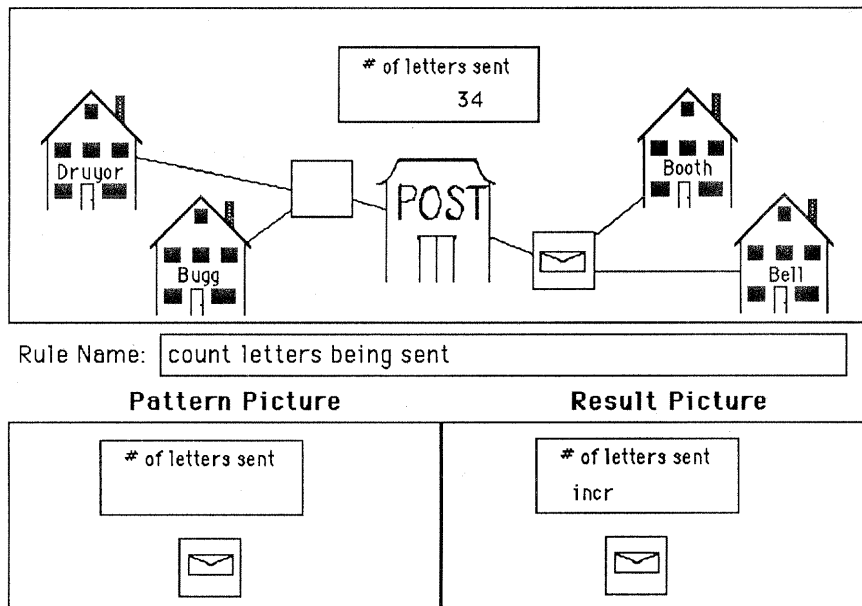 # of letters sent
34
Druyor
Booth
POST
Bugg
Bell
Rule Name: count letters being sent
Pattern Picture
Result Picture
# of letters sent
# of letters sent
incr